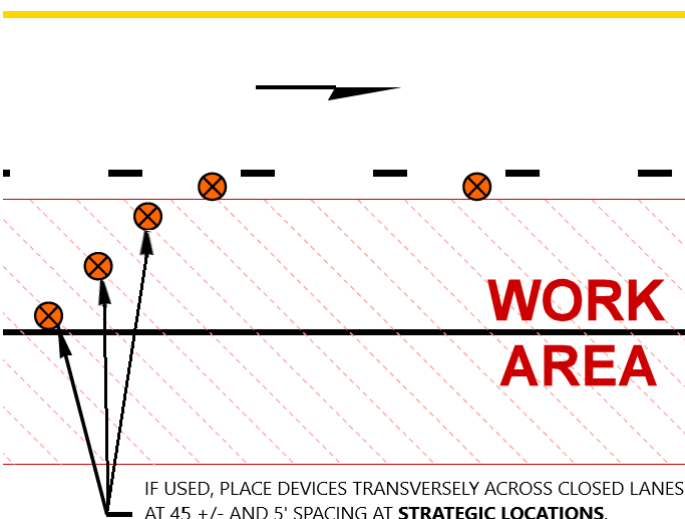 WORK
AREA
IF USED, PLACE DEVICES TRANSVERSELY ACROSS CLOSED LANES
AT 45 +/- AND 5' SPACING AT STRATEGIC LOCATIONS.